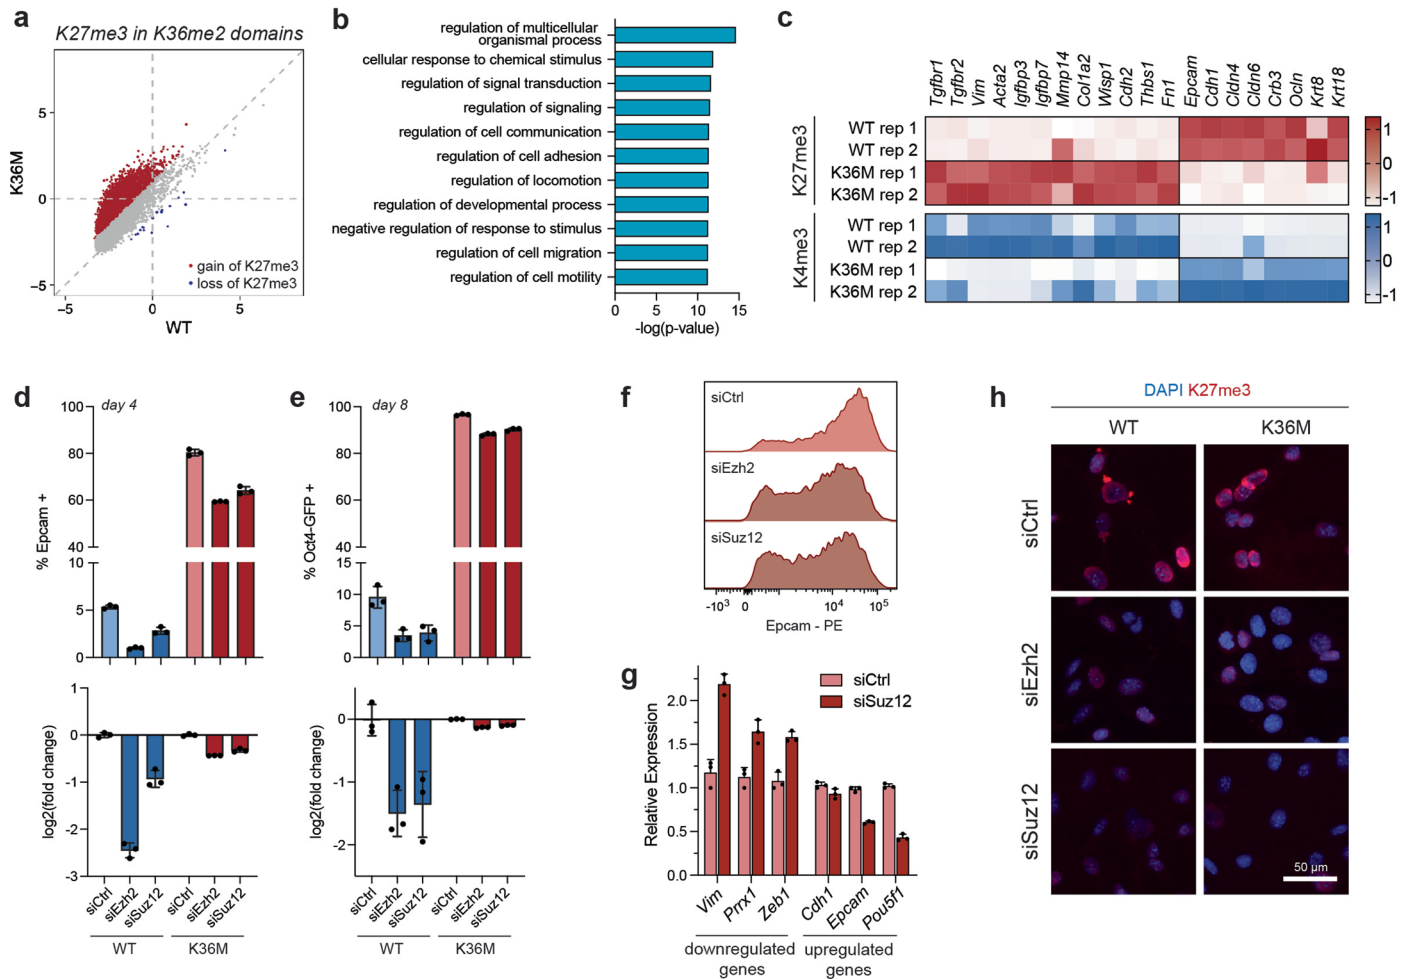 a
K27me3 in K36me2 domains
K36M
5
0
−5
−5
0
5
WT
gain of K27me3
loss of K27me3
b
regulation of multicellular
organismal process
cellular response to chemical stimulus
regulation of signal transduction
regulation of signaling
regulation of cell communication
regulation of cell adhesion
regulation of locomotion
regulation of developmental process
negative regulation of response to stimulus
regulation of cell migration
regulation of cell motility
0 5 10 15
-log(p-value)
c
Tgfbr1 Tgfbr2 Vim Acta2 Igfbp3 Igfbp7 Mmp14 Col1a2 Wisp1 Cdh2 Thbs1 Fn1 Epcam Cdh1 Cldn4 Cldn6 Crb3 Ocln Krt8 Krt18
K27me3
WT rep 1
WT rep 2
K36M rep 1
K36M rep 2
1
0
-1
K4me3
WT rep 1
WT rep 2
K36M rep 1
K36M rep 2
1
0
-1
d
day 4
% Epcam +
100
80
60
40
10
5
0
log2(fold change)
1
0
-1
-2
-3
siCtrl siEzh2 siSuz12 siCtrl siEzh2 siSuz12
WT K36M
e
day 8
% Oct4-GFP +
100
80
60
40
15
10
5
0
log2(fold change)
0
-1
-2
siCtrl siEzh2 siSuz12 siCtrl siEzh2 siSuz12
WT K36M
f
siCtrl
siEzh2
siSuz12
-10³ 0 10⁴ 10⁵
Epcam - PE
g
siCtrl
siSuz12
Relative Expression
2.0
1.5
1.0
0.5
0.0
Vim Prrx1 Zeb1 Cdh1 Epcam Pou5f1
downregulated upregulated
genes genes
h
DAPI K27me3
WT K36M
siCtrl
siEzh2
siSuz12
50 µm